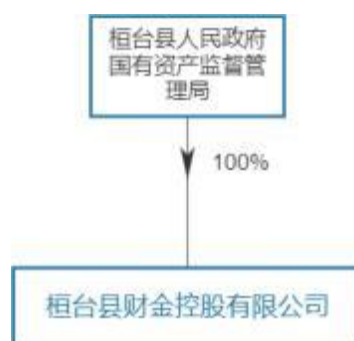 桓台县人民政府
国有资产监督管
理局
100%
桓台县财金控股有限公司